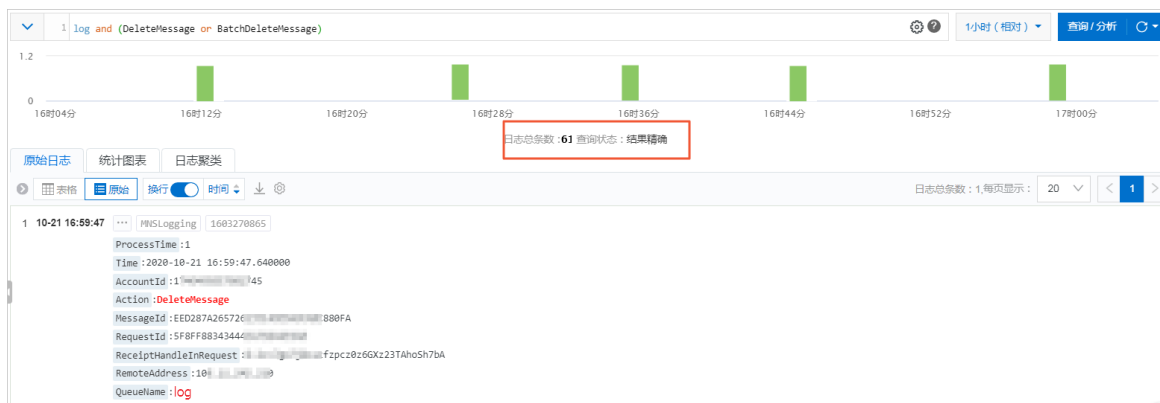 1 log and (DeleteMessage or BatchDeleteMessage) 1小时（相对） 查询/分析
1.2
0
16时04分 16时12分 16时20分 16时28分 16时36分 16时44分 16时52分 17时00分
日志总条数：61 查询状态：结果精确
原始日志 统计图表 日志聚类
表格 原始 换行 时间 日志总条数：1,每页显示： 20 < 1 >
1 10-21 16:59:47 ··· MNSLogging 1603270865
ProcessTime :1
Time :2020-10-21 16:59:47.640000
AccountId :1 745
Action :DeleteMessage
MessageId :EED287A265726 880FA
RequestId :5F8FF88343444
ReceiptHandleInRequest : fzpcz0z6GXz23TAhoSh7bA
RemoteAddress :10
QueueName :log